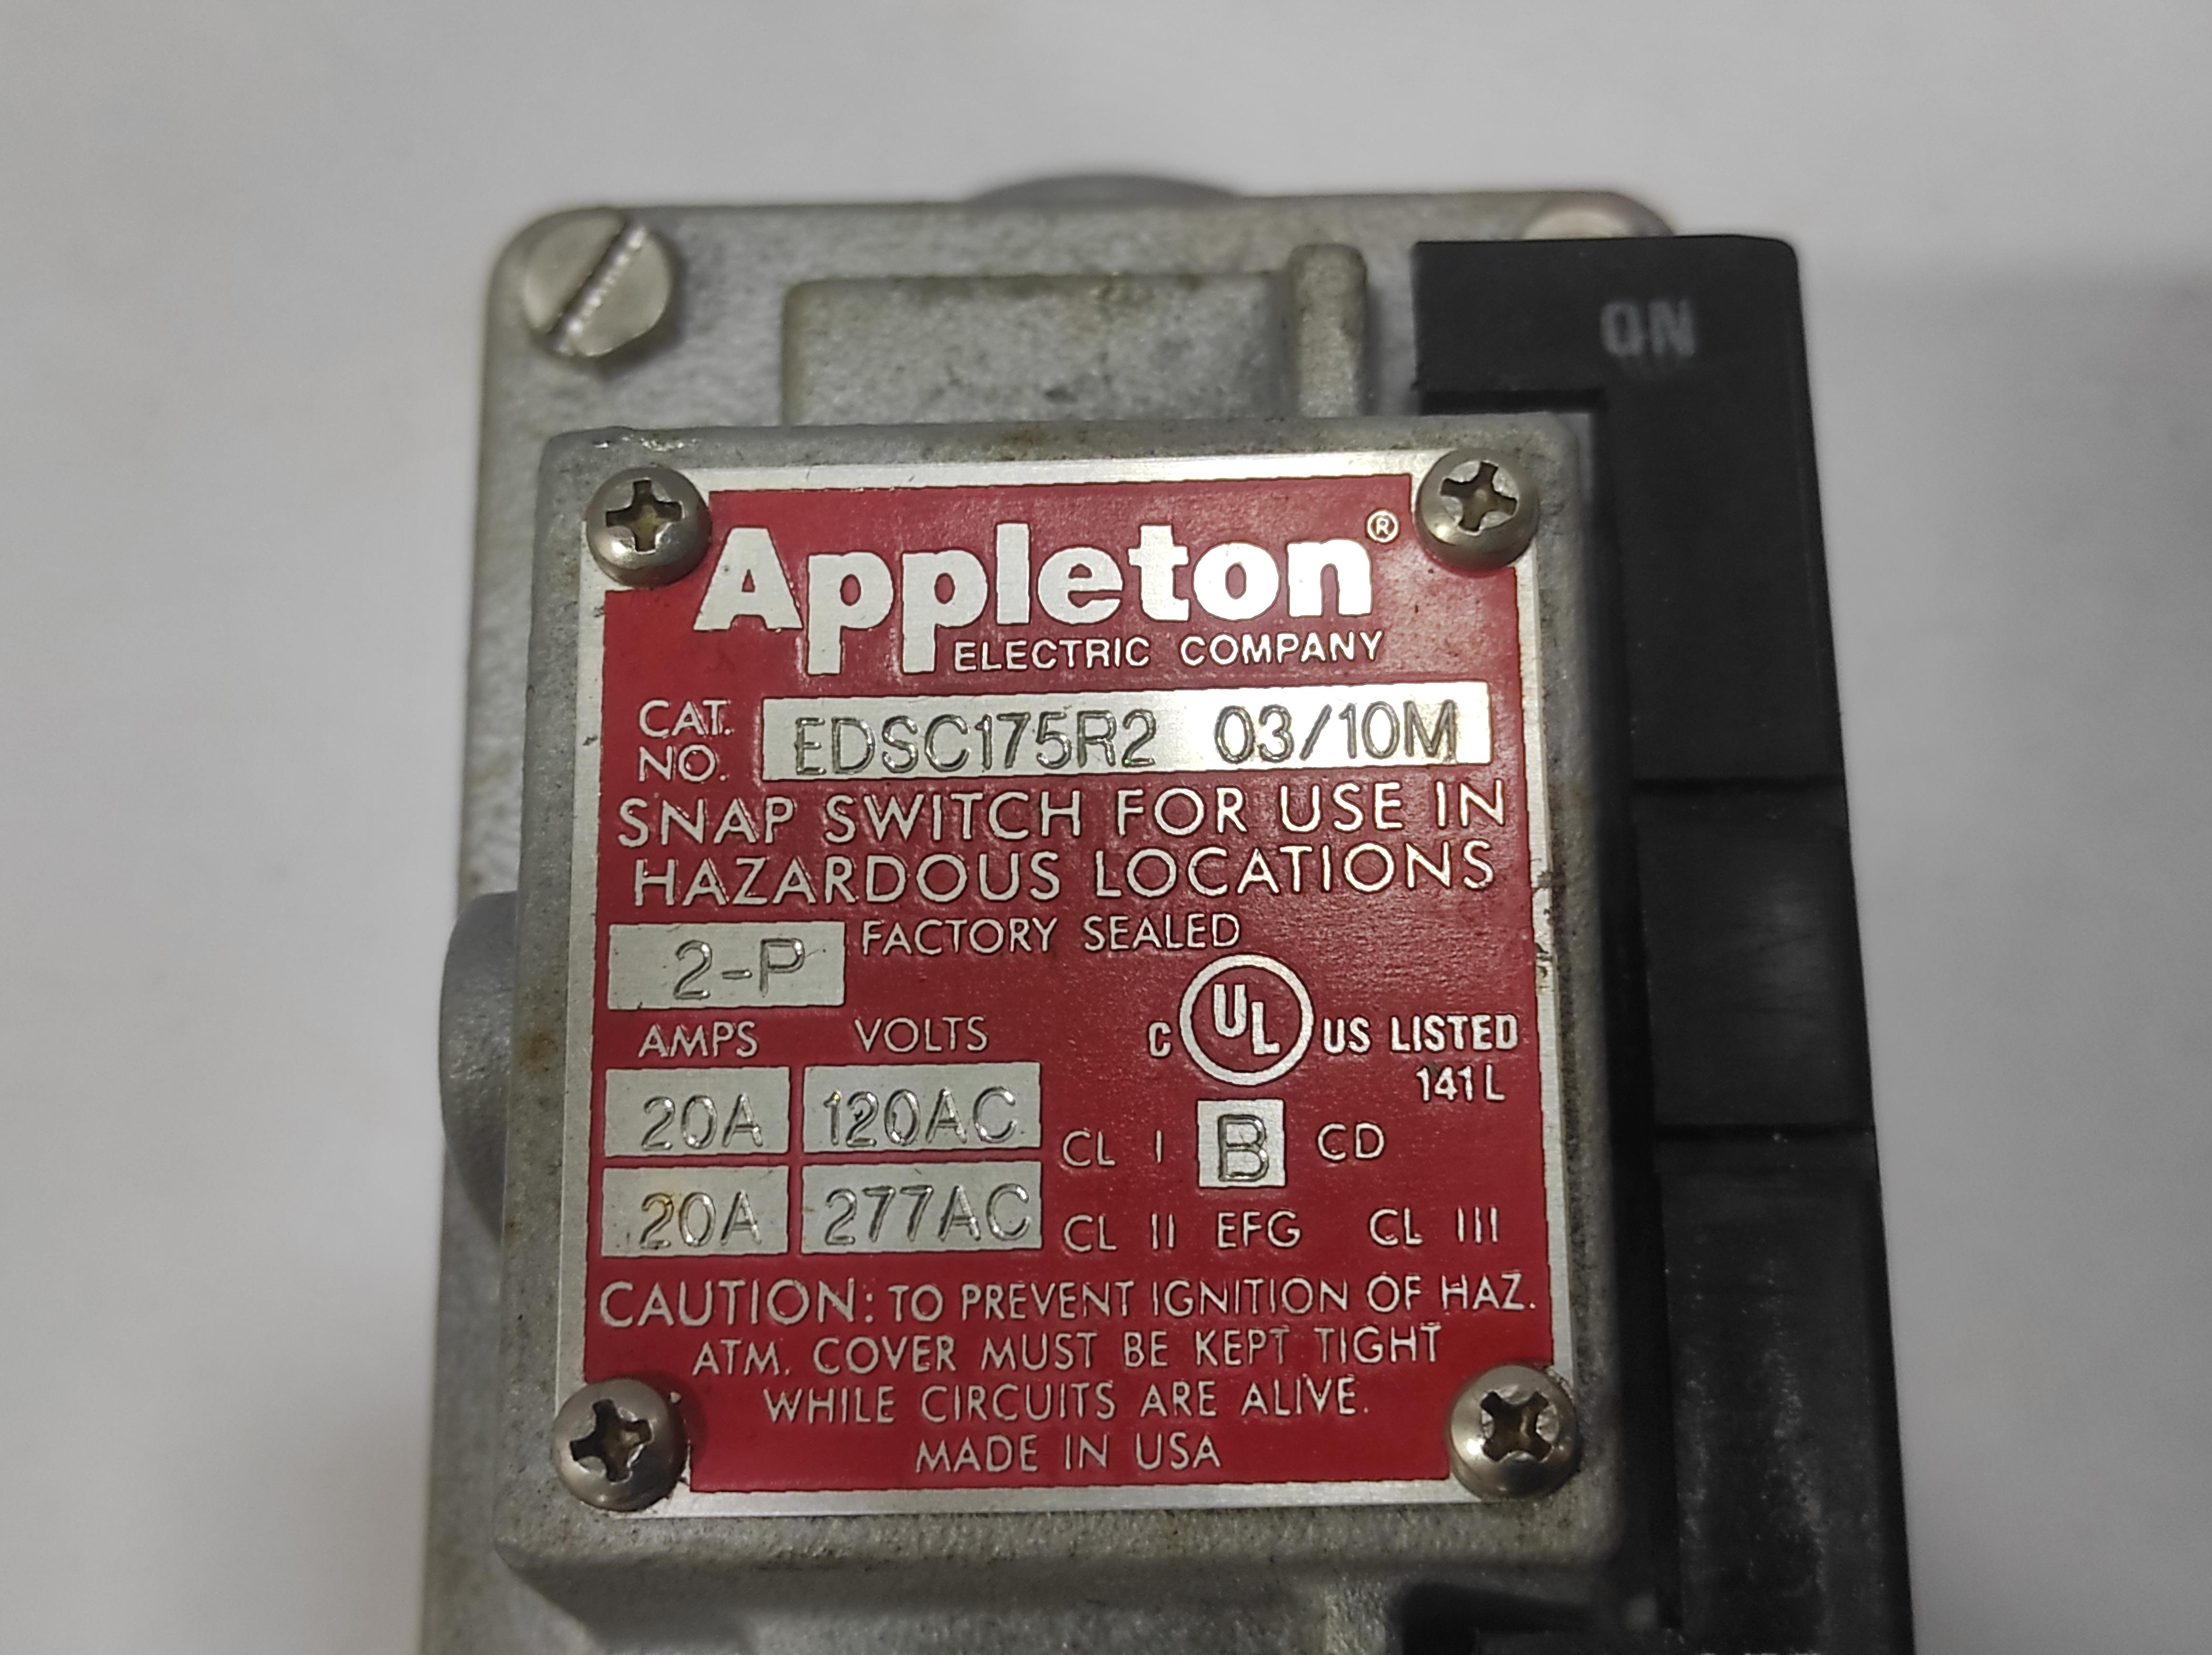 ON
Appleton®
ELECTRIC COMPANY
CAT. NO. EDSC175R2 03/10M
SNAP SWITCH FOR USE IN
HAZARDOUS LOCATIONS
2-P FACTORY SEALED
AMPS VOLTS
C UL US LISTED
141L
20A 120AC CL I B CD
20A 277AC CL II EFG CL III
CAUTION: TO PREVENT IGNITION OF HAZ.
ATM. COVER MUST BE KEPT TIGHT
WHILE CIRCUITS ARE ALIVE.
MADE IN USA